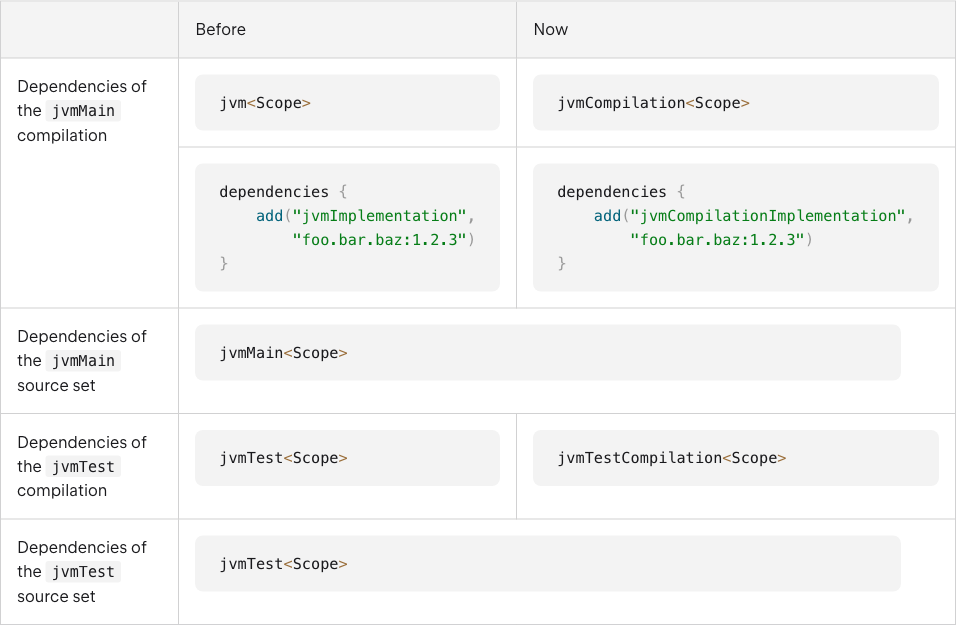 Before
Now
Dependencies of
the jvmMain
compilation
jvm<Scope>
jvmCompilation<Scope>
dependencies {
    add("jvmImplementation",
        "foo.bar.baz:1.2.3")
}
dependencies {
    add("jvmCompilationImplementation",
        "foo.bar.baz:1.2.3")
}
Dependencies of
the jvmMain
source set
jvmMain<Scope>
Dependencies of
the jvmTest
compilation
jvmTest<Scope>
jvmTestCompilation<Scope>
Dependencies of
the jvmTest
source set
jvmTest<Scope>